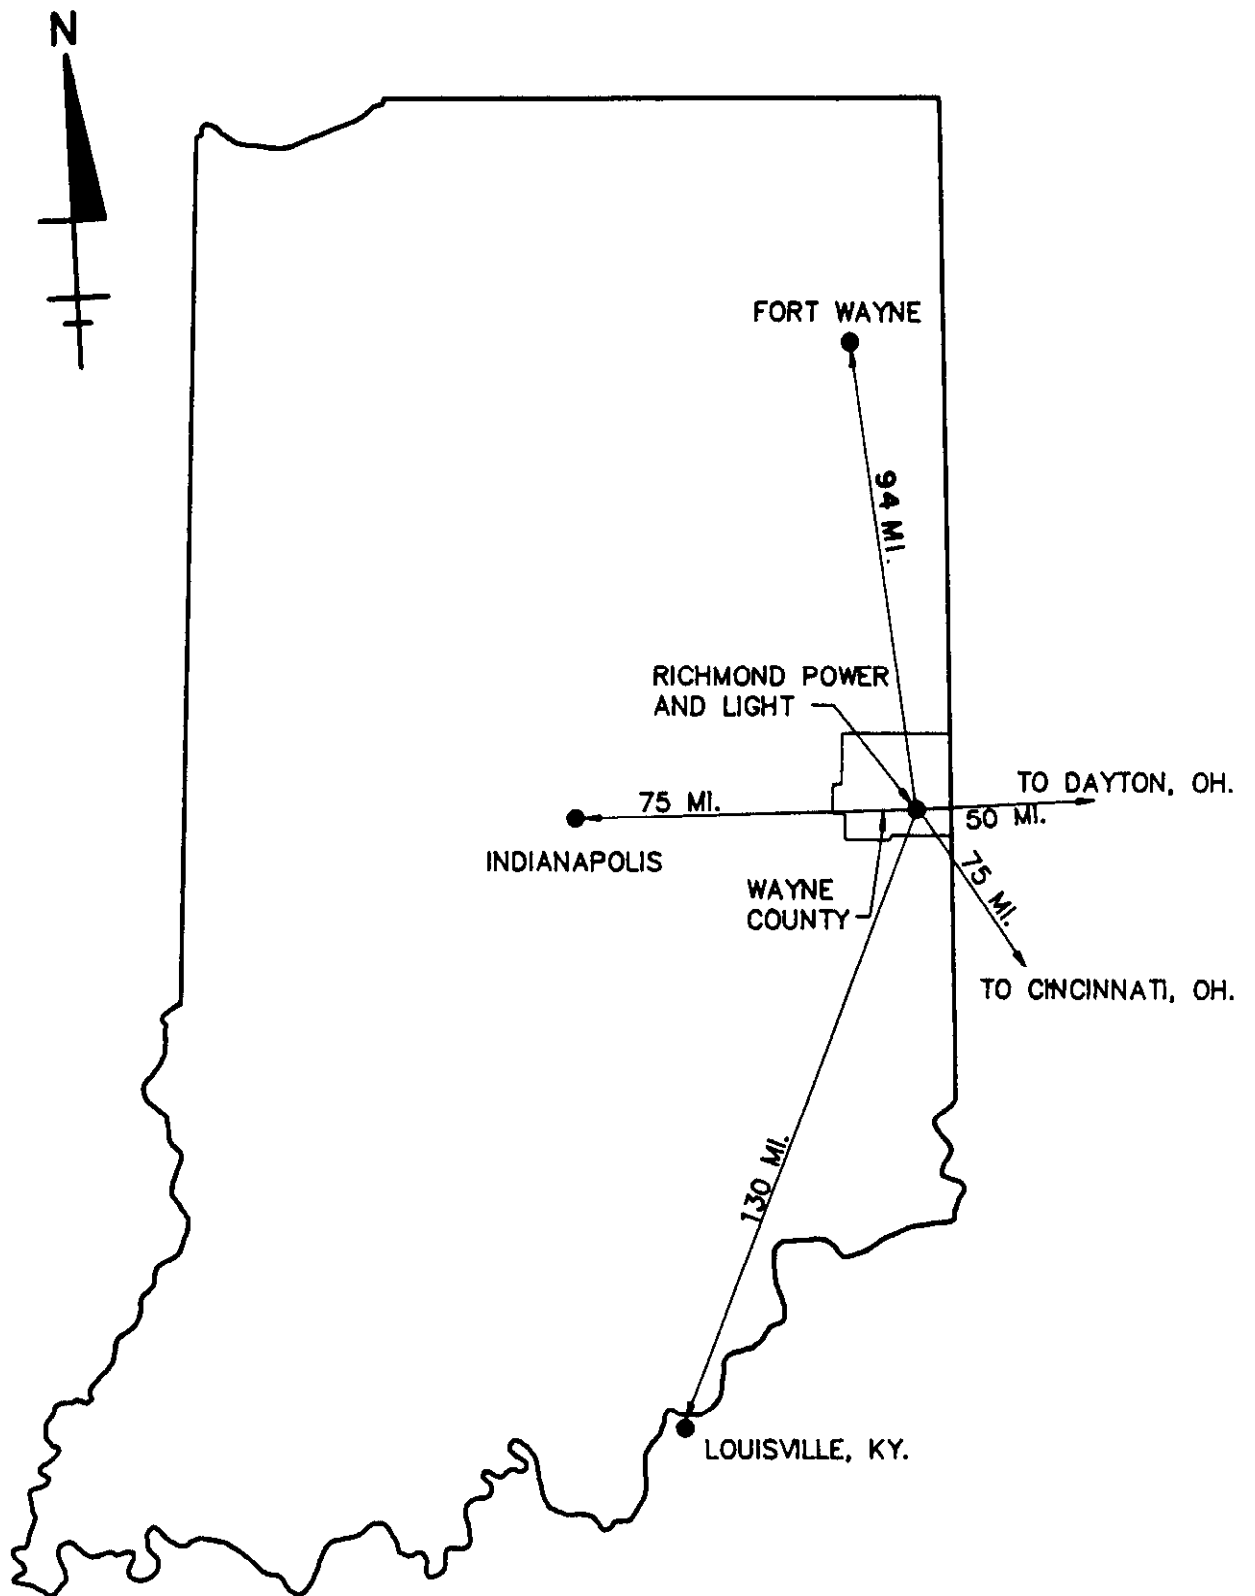 N
FORT WAYNE
94 MI.
RICHMOND POWER
AND LIGHT
TO DAYTON, OH.
75 MI.
50 MI.
INDIANAPOLIS
75 MI.
WAYNE
COUNTY
TO CINCINNATI, OH.
130 MI.
LOUISVILLE, KY.